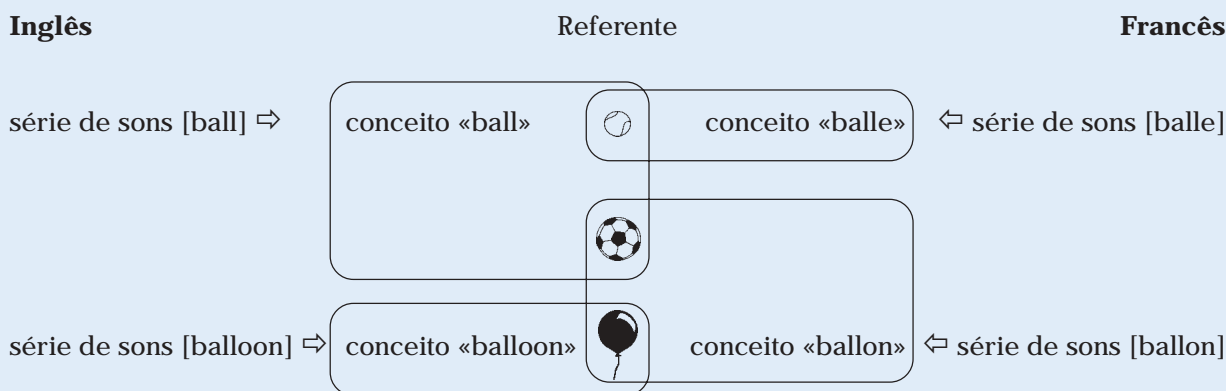 Inglês Referente Francês
série de sons [ball] ⇨ conceito «ball» conceito «balle» ⇦ série de sons [balle]
série de sons [balloon] ⇨ conceito «balloon» conceito «ballon» ⇦ série de sons [ballon]